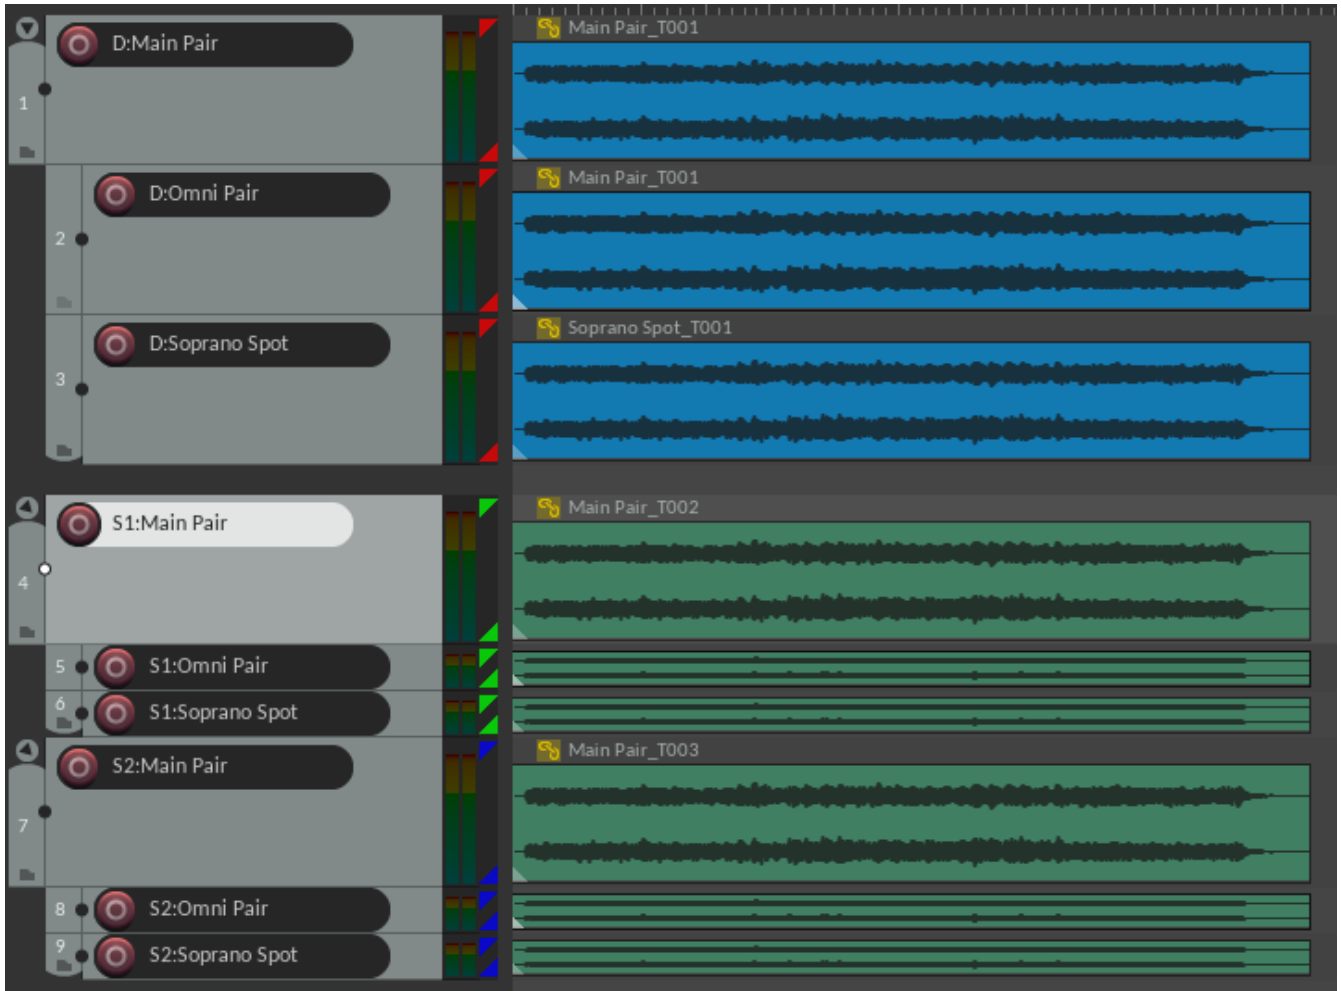 D:Main Pair
Main Pair_T001
1
D:Omni Pair
Main Pair_T001
2
D:Soprano Spot
Soprano Spot_T001
3
S1:Main Pair
Main Pair_T002
4
5 S1:Omni Pair
6 S1:Soprano Spot
S2:Main Pair
Main Pair_T003
7
8 S2:Omni Pair
9 S2:Soprano Spot